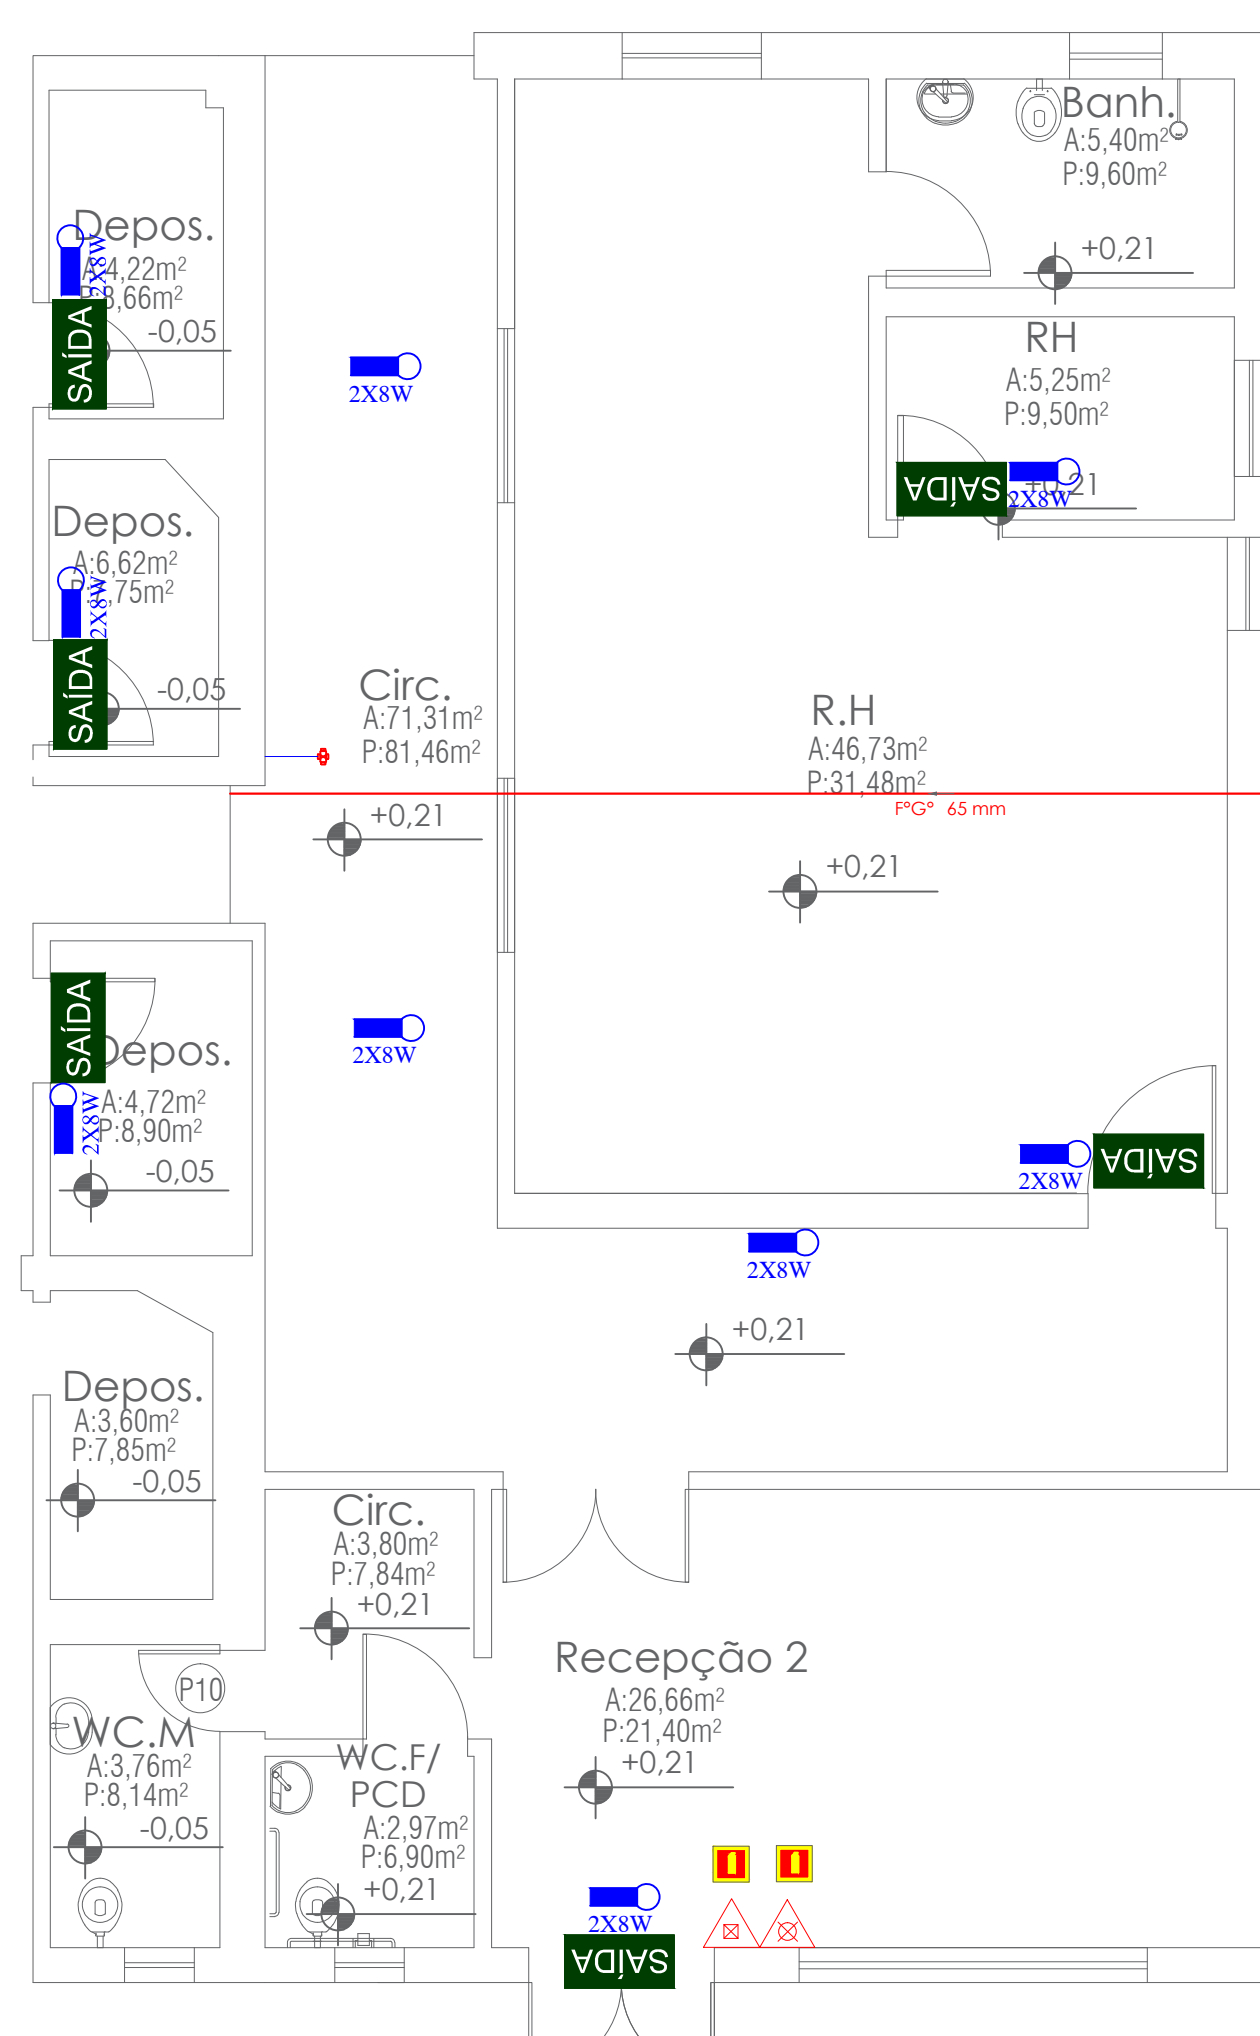 Banh.
A:5,40m²
P:9,60m²
+0,21
Depos.
A:4,22m²
2X8W
SAÍDA
-0,05
2X8W
RH
A:5,25m²
P:9,50m²
SAÍDA
2X8W
Depos.
A:6,62m²
2X8W
SAÍDA
-0,05
Circ.
A:71,31m²
P:81,46m²
+0,21
R.H
A:46,73m²
P:31,48m²
F°G° 65 mm
+0,21
SAÍDA
Depos.
A:4,72m²
P:8,90m²
2X8W
-0,05
2X8W
2X8W
SAÍDA
2X8W
+0,21
Depos.
A:3,60m²
P:7,85m²
-0,05
Circ.
A:3,80m²
P:7,84m²
+0,21
P10
WC.M
A:3,76m²
P:8,14m²
-0,05
WC.F/
PCD
A:2,97m²
P:6,90m²
+0,21
Recepção 2
A:26,66m²
P:21,40m²
+0,21
2X8W
SAÍDA